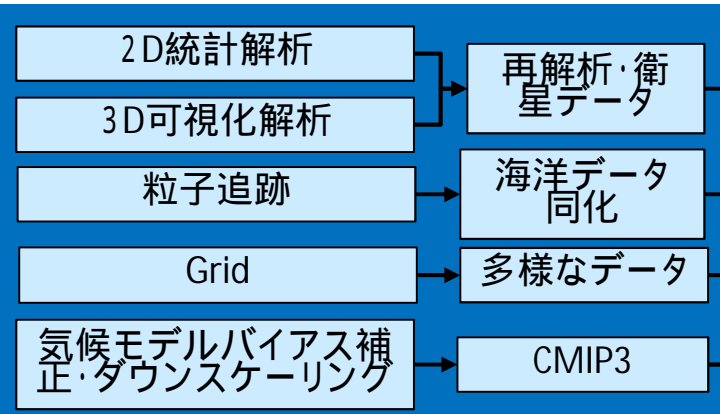 2D統計解析
3D可視化解析
再解析・衛
星データ
粒子追跡
海洋データ
同化
Grid
多様なデータ
気候モデルバイアス補
正・ダウンスケーリング
CMIP3